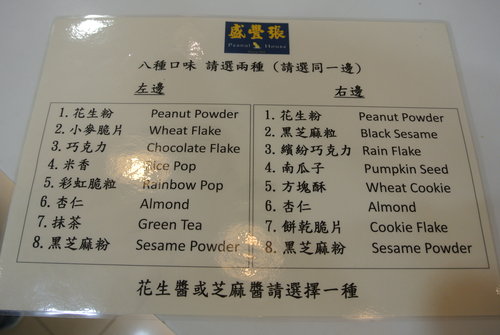 盛豐張
Peanut House
八種口味 請選兩種（請選同一邊）
左邊
1. 花生粉 Peanut Powder
2. 小麥脆片 Wheat Flake
3. 巧克力 Chocolate Flake
4. 米香 Rice Pop
5. 彩虹脆粒 Rainbow Pop
6. 杏仁 Almond
7. 抹茶 Green Tea
8. 黑芝麻粉 Sesame Powder
右邊
1. 花生粉 Peanut Powder
2. 黑芝麻粒 Black Sesame
3. 繽紛巧克力 Rain Flake
4. 南瓜子 Pumpkin Seed
5. 方塊酥 Wheat Cookie
6. 杏仁 Almond
7. 餅乾脆片 Cookie Flake
8. 黑芝麻粉 Sesame Powder
花生醬或芝麻醬請選擇一種